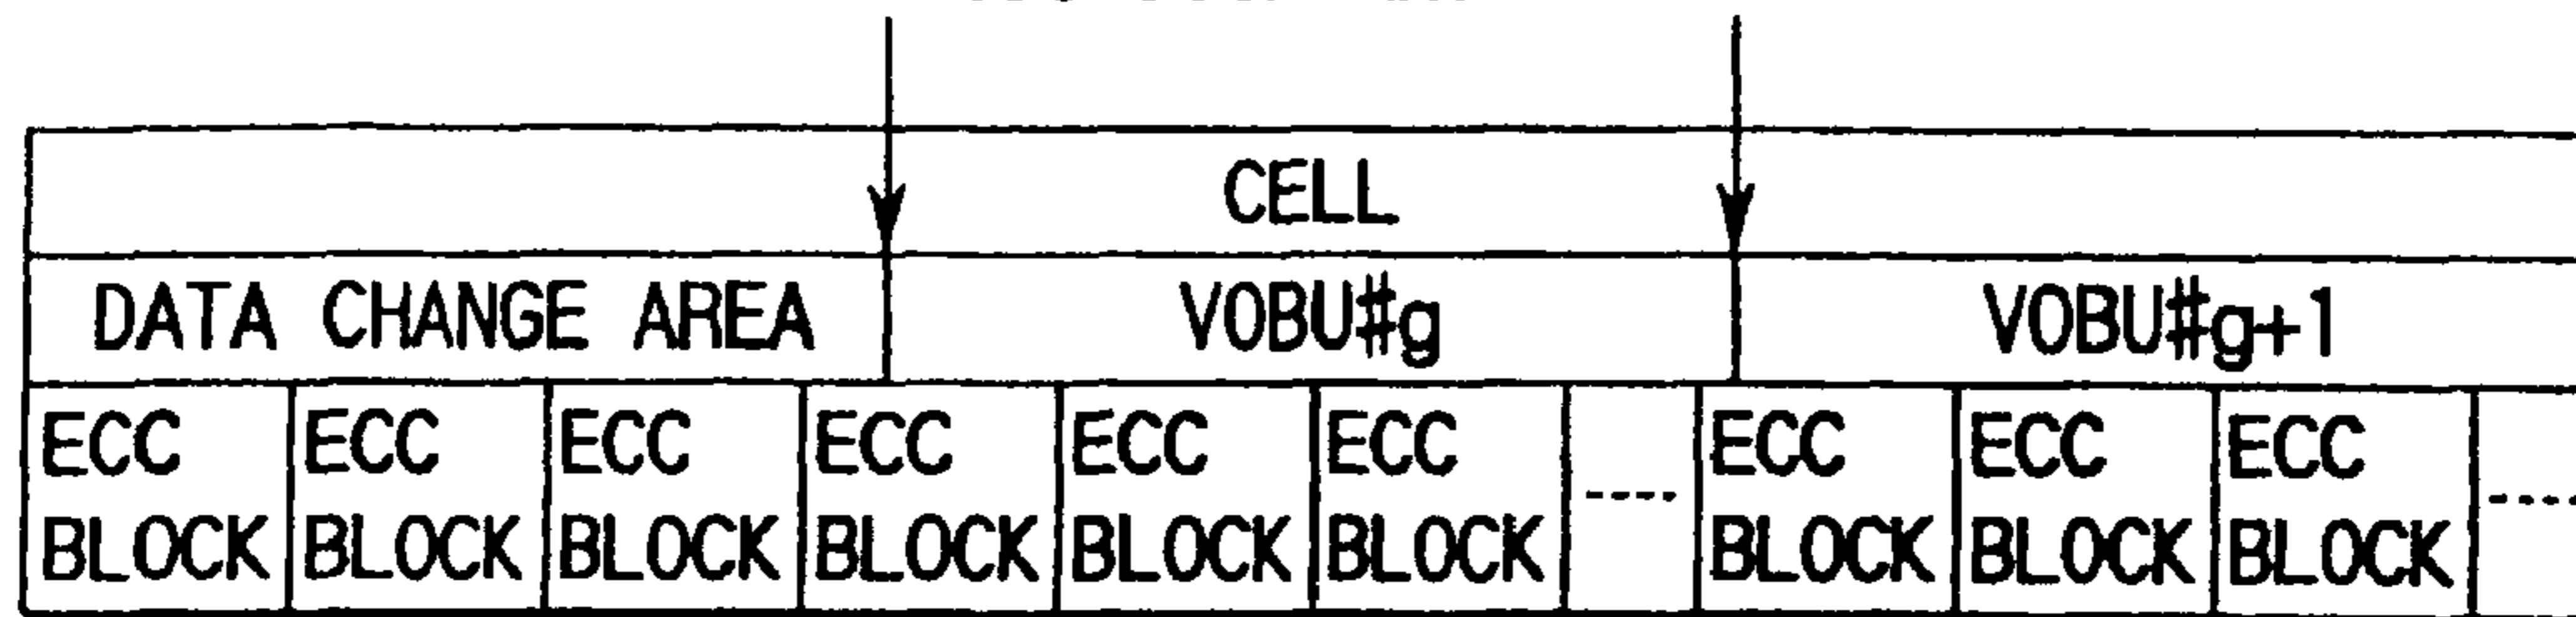 CELL
DATA CHANGE AREA VOBU#g VOBU#g+1
ECC ECC ECC ECC ECC ECC ---- ECC ECC ECC ----
BLOCK BLOCK BLOCK BLOCK BLOCK BLOCK BLOCK BLOCK BLOCK